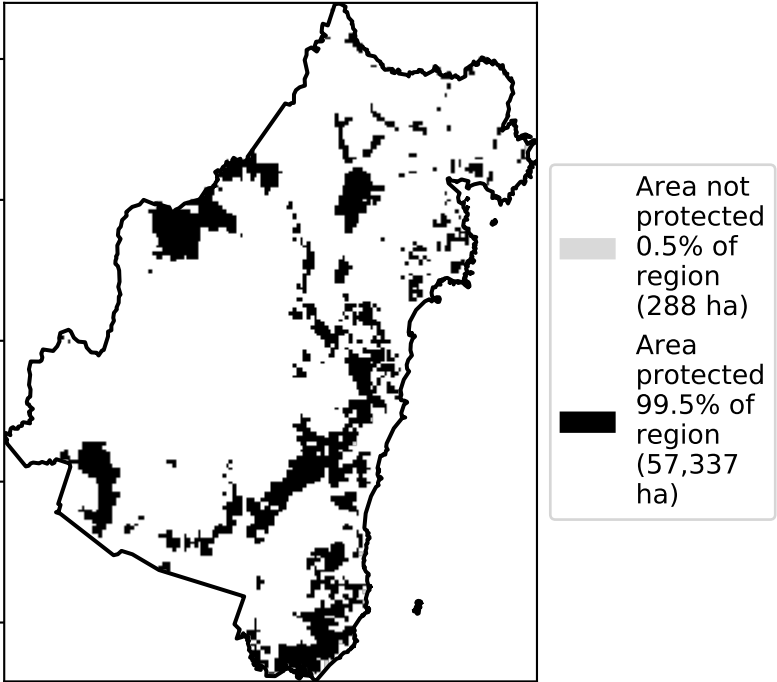 Area not
protected
0.5% of
region
(288 ha)
Area
protected
99.5% of
region
(57,337
ha)